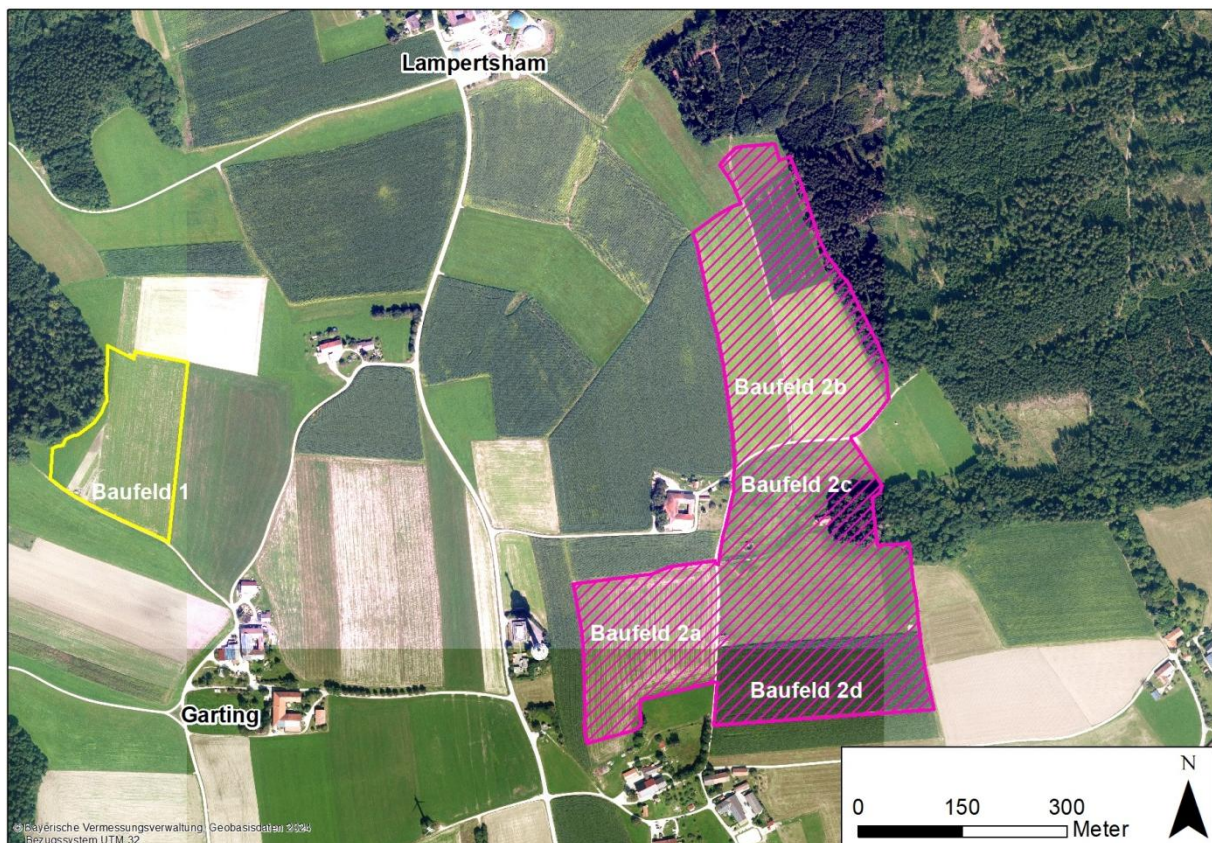 Lampertsham
Baufeld 2b
Baufeld 1
Baufeld 2c
Baufeld 2a
Baufeld 2d
Garting
N
0 150 300
Meter
© Bayerische Vermessungsverwaltung, Geobasisdaten 2024
Bezugssystem UTM 32